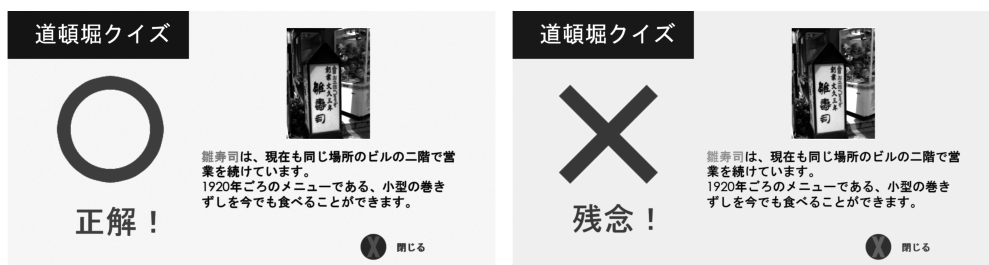 道頓堀クイズ
正解！
雛寿司
雛寿司は、現在も同じ場所のビルの二階で営
業を続けています。
1920年ごろのメニューである、小型の巻き
ずしを今でも食べることができます。
X 閉じる
道頓堀クイズ
残念！
雛寿司
雛寿司は、現在も同じ場所のビルの二階で営
業を続けています。
1920年ごろのメニューである、小型の巻き
ずしを今でも食べることができます。
X 閉じる